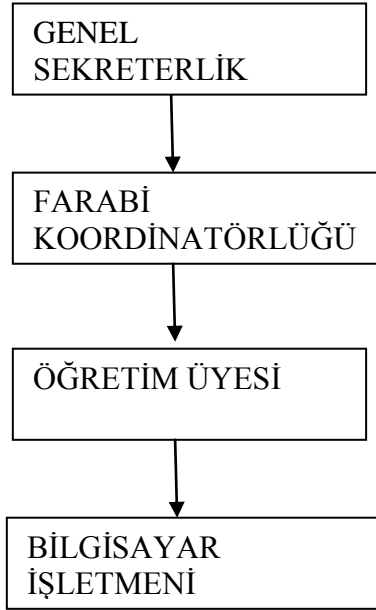 GENEL
SEKRETERLİK
FARABİ
KOORDİNATÖRLÜĞÜ
ÖĞRETİM ÜYESİ
BİLGİSAYAR
İŞLETMENİ